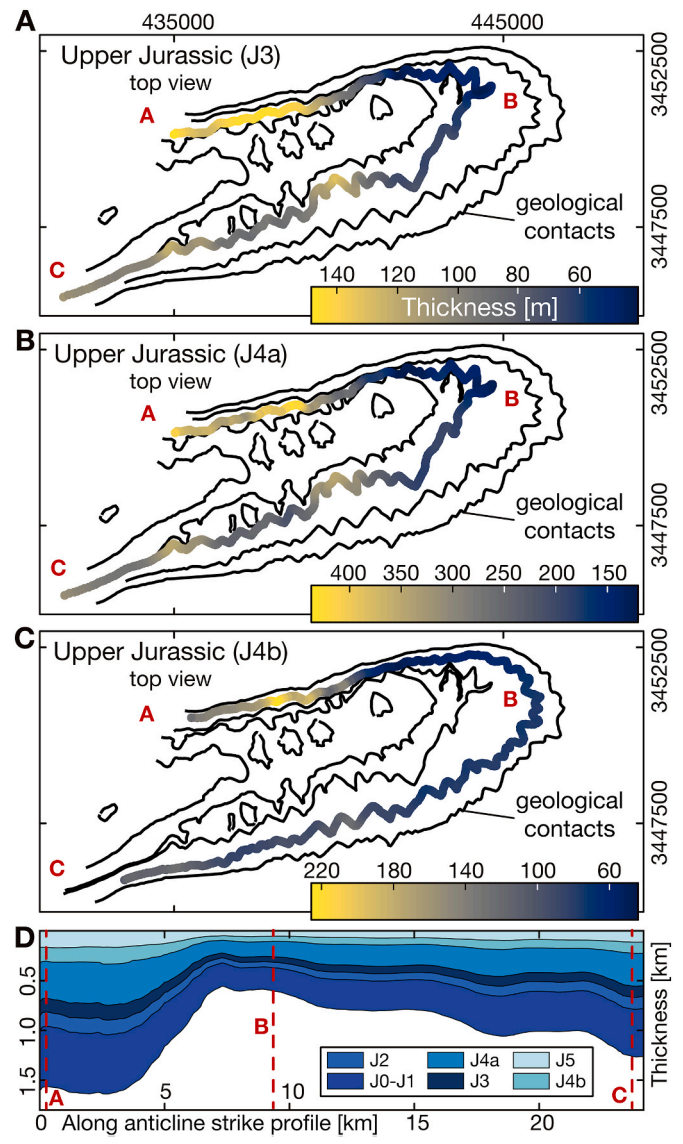 A
435000
445000
Upper Jurassic (J3)
top view
A
B
C
geological
contacts
3452500
3447500
140 120 100 80 60
Thickness [m]
B
Upper Jurassic (J4a)
top view
A
B
C
geological
contacts
3452500
3447500
400 350 300 250 200 150
C
Upper Jurassic (J4b)
top view
A
B
C
geological
contacts
3452500
3447500
220 180 140 100 60
D
0.5
1.0
1.5
Thickness [km]
B
A
C
J2 J4a J5
J0-J1 J3 J4b
0 5 10 15 20
Along anticline strike profile [km]